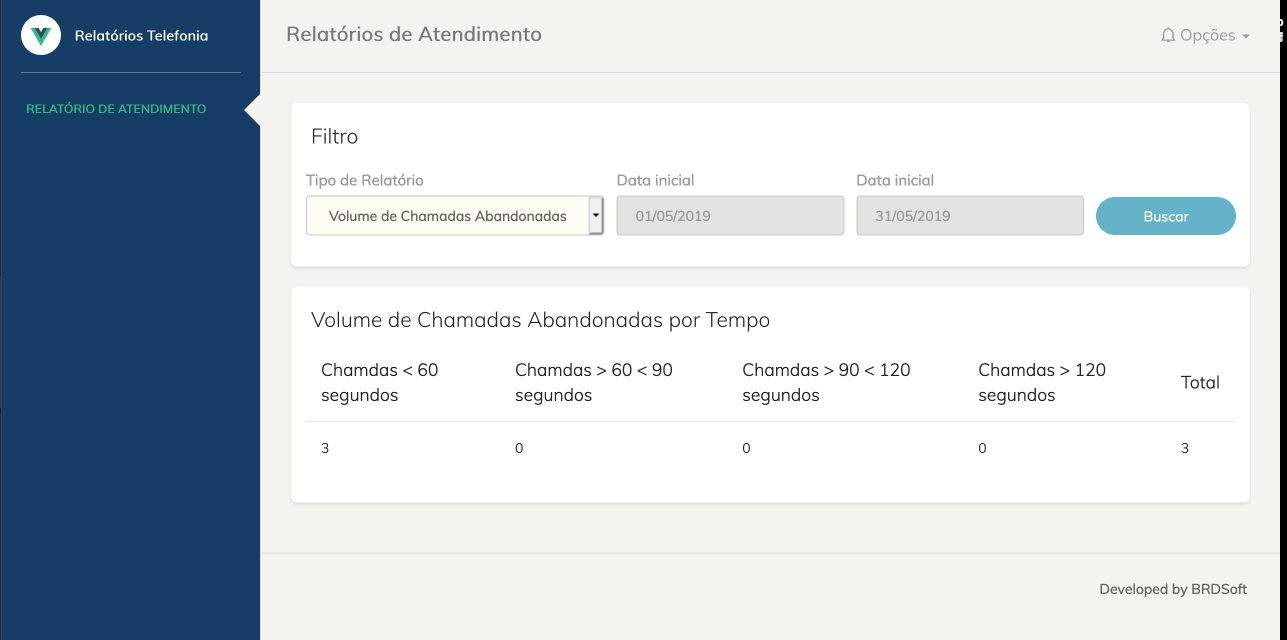 Relatórios Telefonia
RELATÓRIO DE ATENDIMENTO
Relatórios de Atendimento
Opções
Filtro
Tipo de Relatório
Data inicial
Data inicial
Volume de Chamadas Abandonadas
01/05/2019
31/05/2019
Buscar
Volume de Chamadas Abandonadas por Tempo
Chamdas < 60
segundos
Chamdas > 60 < 90
segundos
Chamdas > 90 < 120
segundos
Chamdas > 120
segundos
Total
3 0 0 0 3
Developed by BRDSoft